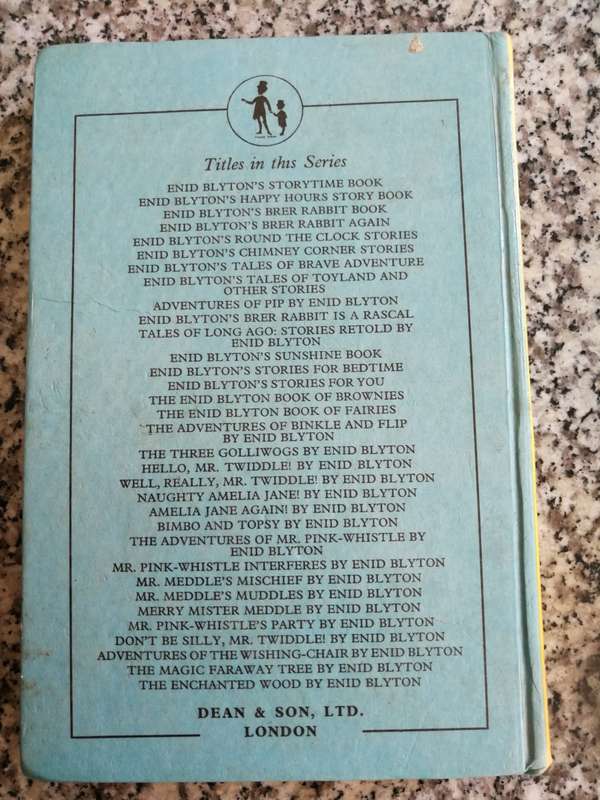 Titles in this Series
ENID BLYTON'S STORYTIME BOOK
ENID BLYTON'S HAPPY HOURS STORY BOOK
ENID BLYTON'S BRER RABBIT BOOK
ENID BLYTON'S BRER RABBIT AGAIN
ENID BLYTON'S ROUND THE CLOCK STORIES
ENID BLYTON'S CHIMNEY CORNER STORIES
ENID BLYTON'S TALES OF BRAVE ADVENTURE
ENID BLYTON'S TALES OF TOYLAND AND
OTHER STORIES
ADVENTURES OF PIP BY ENID BLYTON
ENID BLYTON'S BRER RABBIT IS A RASCAL
TALES OF LONG AGO: STORIES RETOLD BY
ENID BLYTON
ENID BLYTON'S SUNSHINE BOOK
ENID BLYTON'S STORIES FOR BEDTIME
ENID BLYTON'S STORIES FOR YOU
THE ENID BLYTON BOOK OF BROWNIES
THE ENID BLYTON BOOK OF FAIRIES
THE ADVENTURES OF BINKLE AND FLIP
BY ENID BLYTON
THE THREE GOLLIWOGS BY ENID BLYTON
HELLO, MR. TWIDDLE! BY ENID BLYTON
WELL, REALLY, MR. TWIDDLE! BY ENID BLYTON
NAUGHTY AMELIA JANE! BY ENID BLYTON
AMELIA JANE AGAIN! BY ENID BLYTON
BIMBO AND TOPSY BY ENID BLYTON
THE ADVENTURES OF MR. PINK-WHISTLE BY
ENID BLYTON
MR. PINK-WHISTLE INTERFERES BY ENID BLYTON
MR. MEDDLE'S MISCHIEF BY ENID BLYTON
MR. MEDDLE'S MUDDLES BY ENID BLYTON
MERRY MISTER MEDDLE BY ENID BLYTON
MR. PINK-WHISTLE'S PARTY BY ENID BLYTON
DON'T BE SILLY, MR. TWIDDLE! BY ENID BLYTON
ADVENTURES OF THE WISHING-CHAIR BY ENID BLYTON
THE MAGIC FARAWAY TREE BY ENID BLYTON
THE ENCHANTED WOOD BY ENID BLYTON
DEAN & SON, LTD.
LONDON